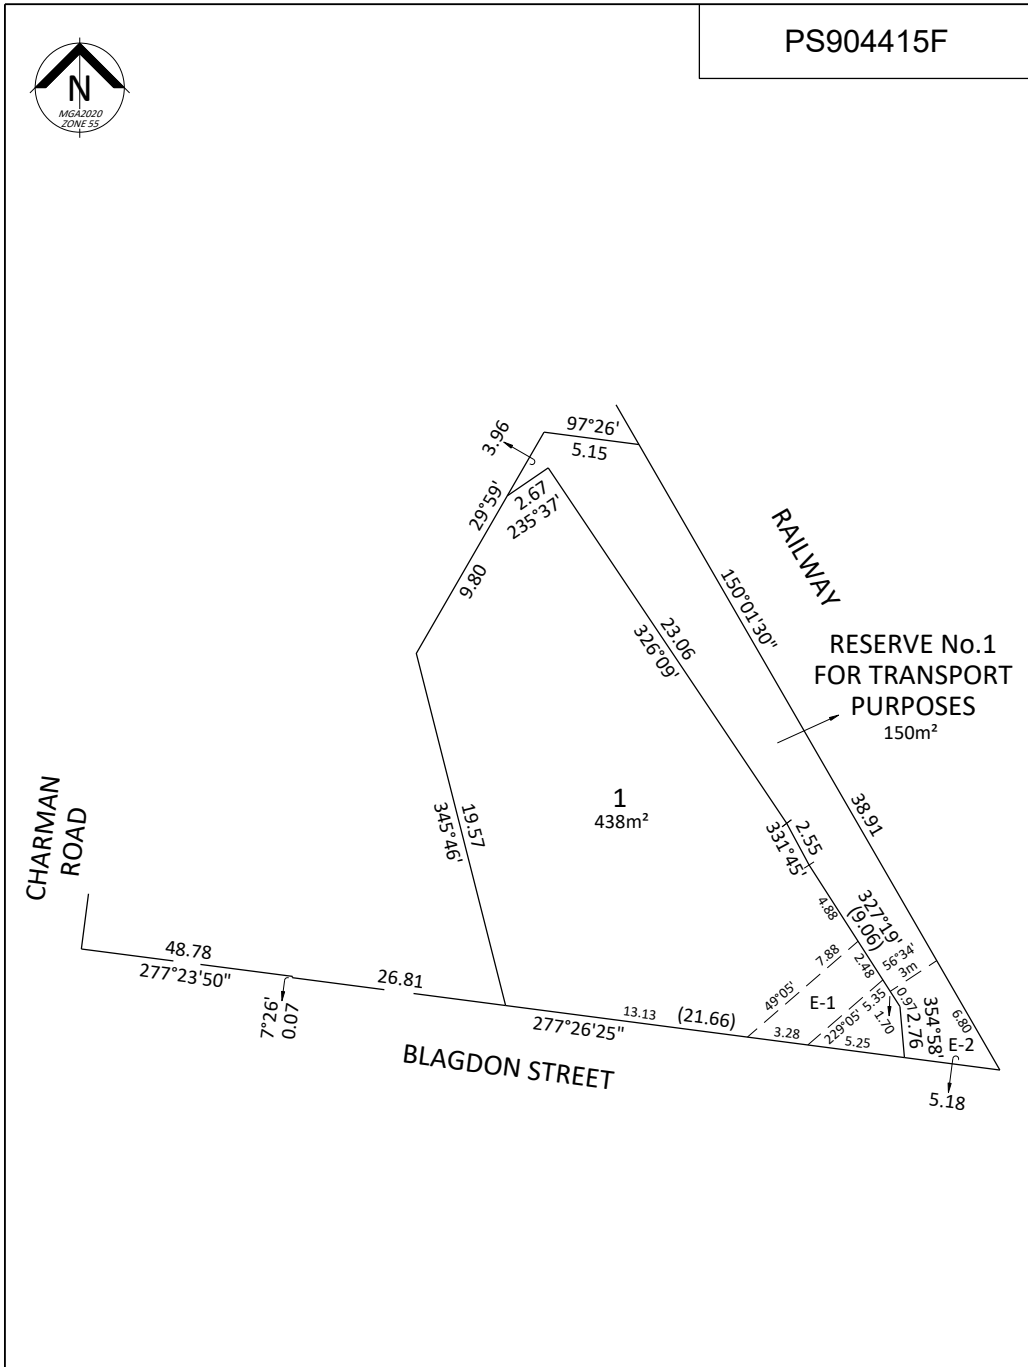 PS904415F
N
MGA2020
ZONE 55
3.96
97°26'
5.15
29°59'
2.67
235°37'
9.80
RAILWAY
150°01'30"
23.06
326°09'
RESERVE No.1
FOR TRANSPORT
PURPOSES
150m²
1
438m²
19.57
345°46'
38.91
2.55
331°45'
CHARMAN
ROAD
4.88
327°19'
(9.06)
7.88
2.48
56°34'
3m
48.78
277°23'50"
26.81
7°26'
0.07
49°05'
E-1
5.35
229°05'
1.70
0.97
354°58'
2.76
6.80
E-2
13.13
(21.66)
277°26'25"
3.28
5.25
BLAGDON STREET
5.18